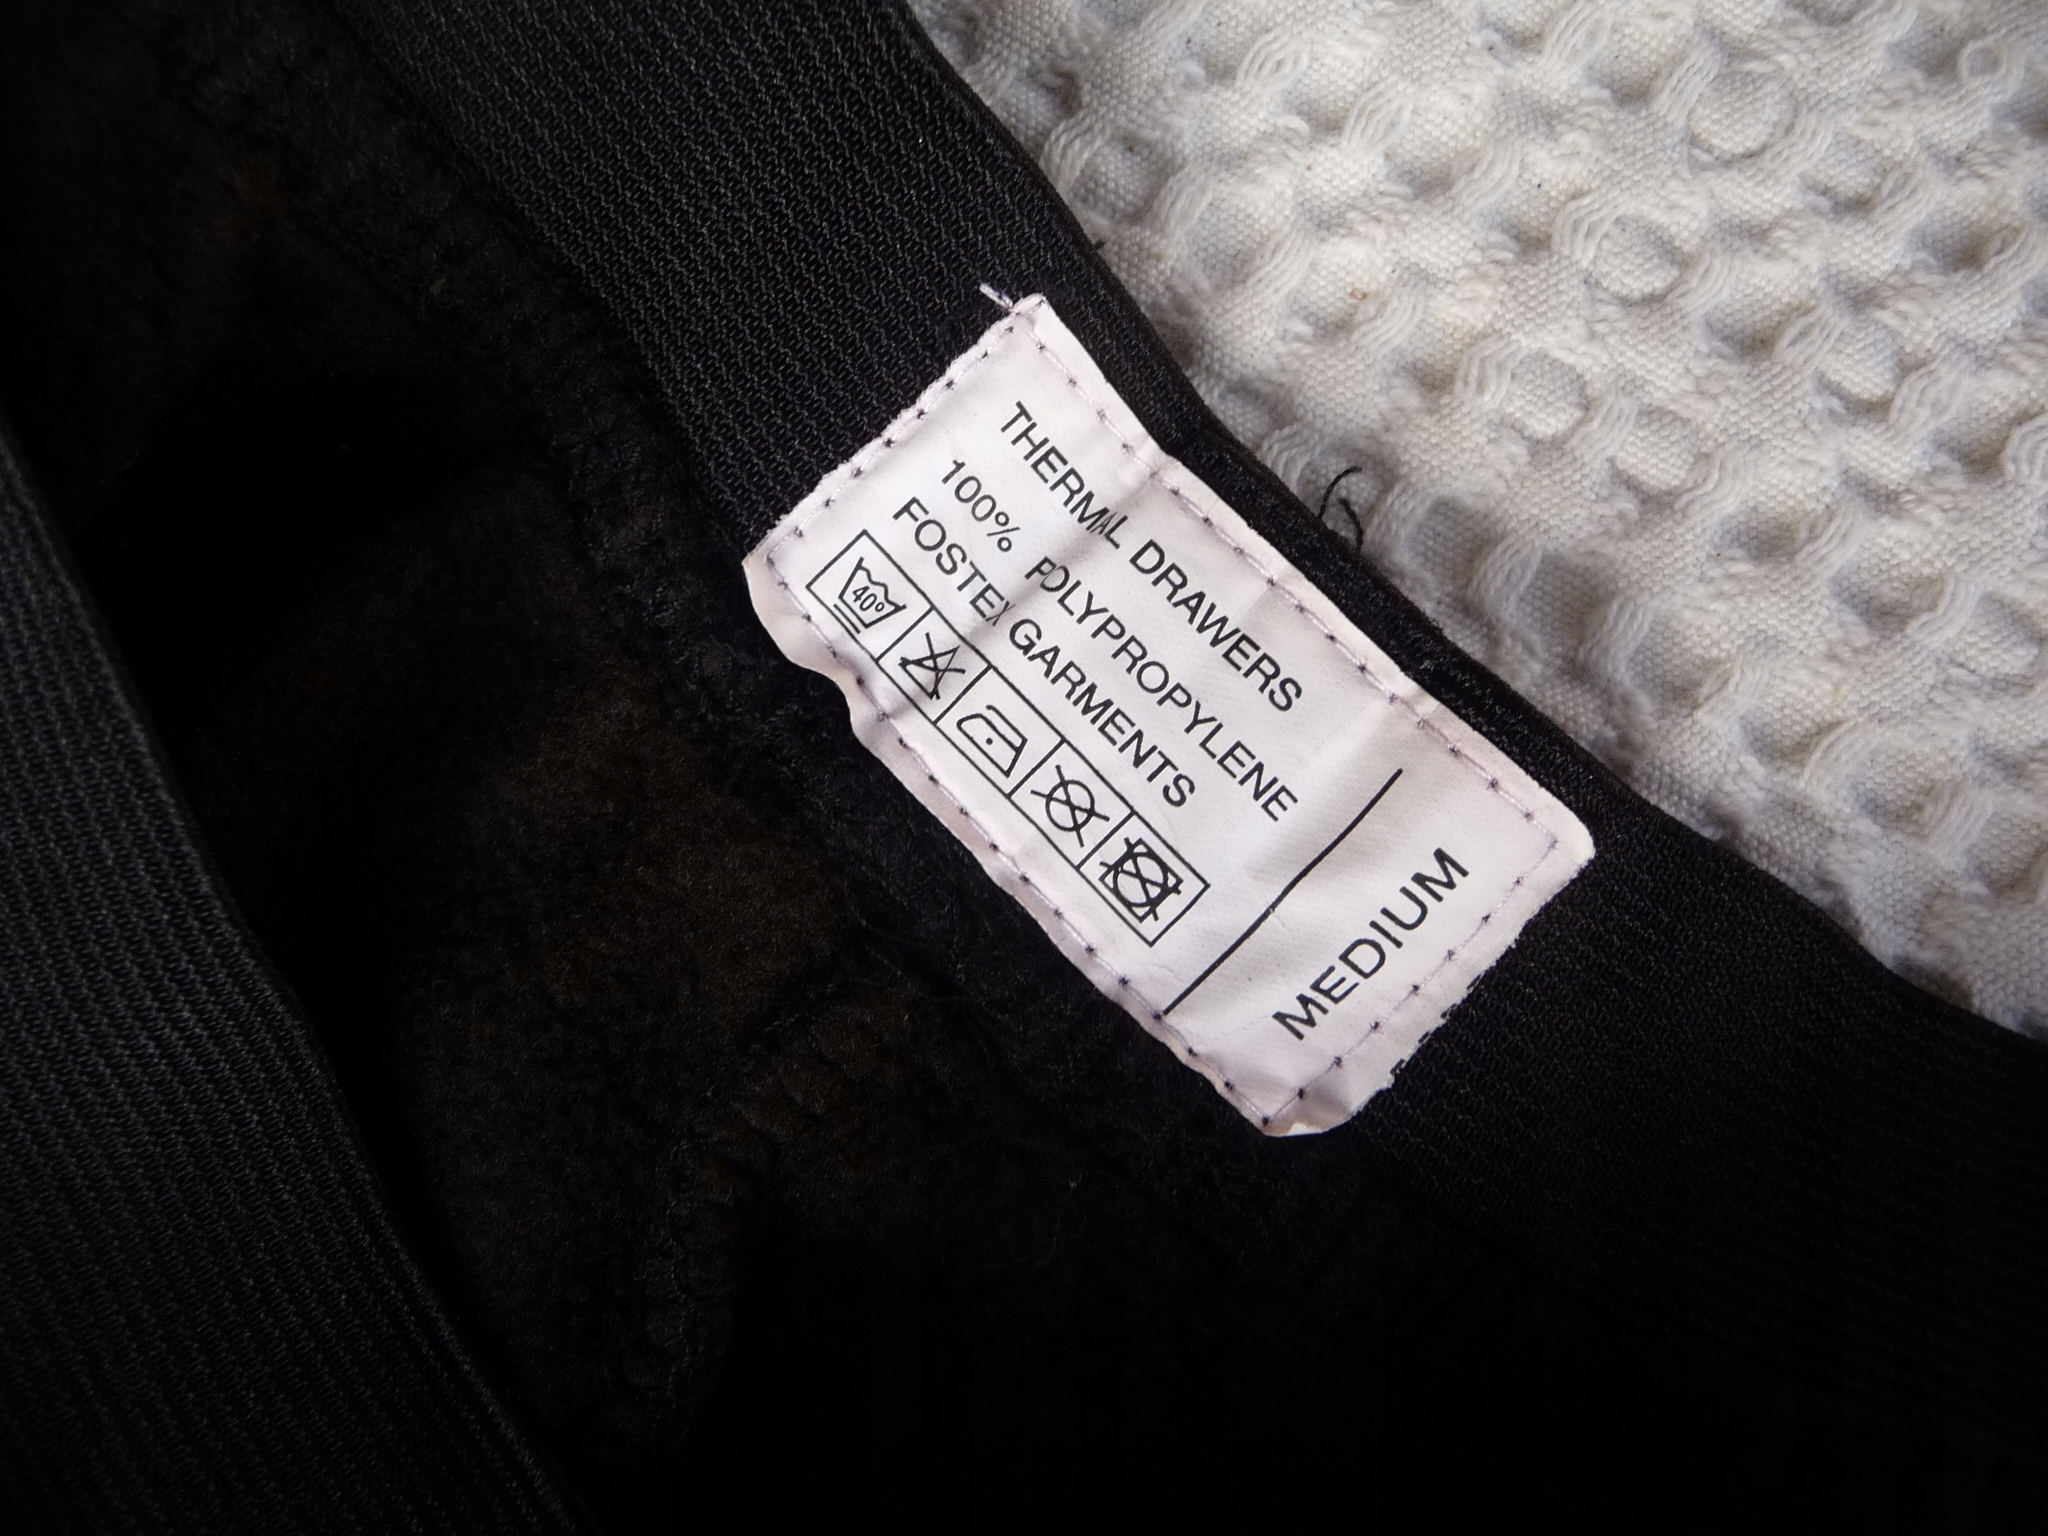 THERMAL DRAWERS
100% POLYPROPYLENE
FOSTEX GARMENTS
40°
MEDIUM